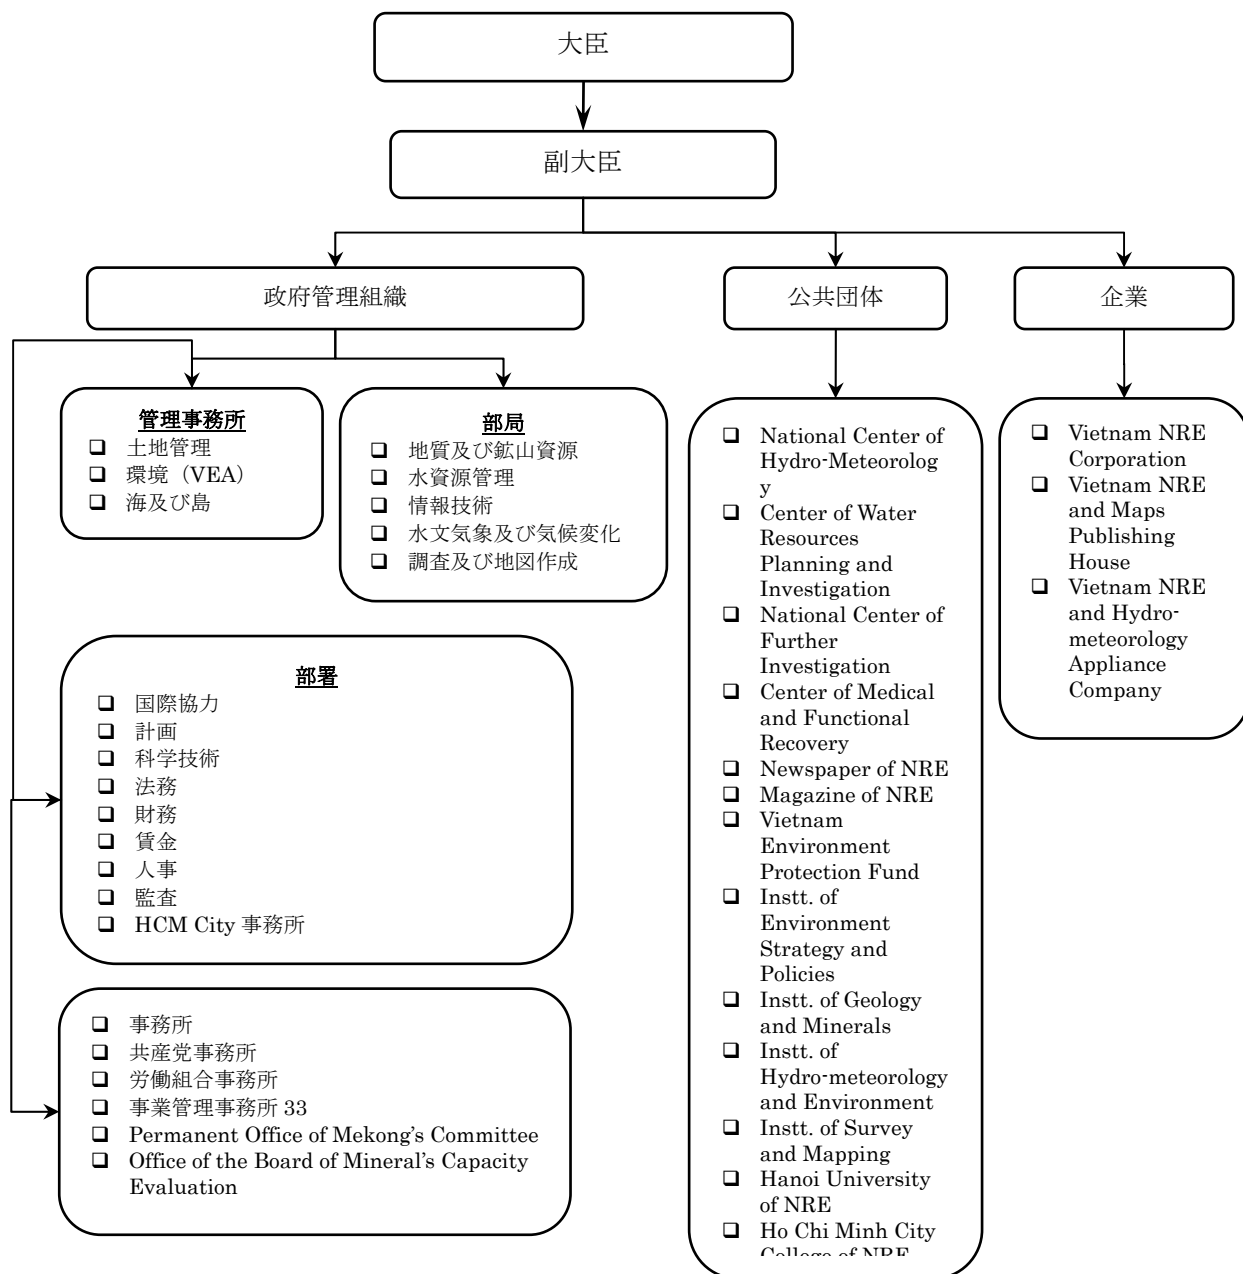 大臣
副大臣
政府管理組織
公共団体
企業
管理事務所
❑ 土地管理
❑ 環境（VEA）
❑ 海及び島
部局
❑ 地質及び鉱山資源
❑ 水資源管理
❑ 情報技術
❑ 水文気象及び気候変化
❑ 調査及び地図作成
部署
❑ 国際協力
❑ 計画
❑ 科学技術
❑ 法務
❑ 財務
❑ 賃金
❑ 人事
❑ 監査
❑ HCM City 事務所
❑ 事務所
❑ 共産党事務所
❑ 労働組合事務所
❑ 事業管理事務所 33
❑ Permanent Office of Mekong’s Committee
❑ Office of the Board of Mineral’s Capacity
Evaluation
❑ National Center of
Hydro-Meteorolog
y
❑ Center of Water
Resources
Planning and
Investigation
❑ National Center of
Further
Investigation
❑ Center of Medical
and Functional
Recovery
❑ Newspaper of NRE
❑ Magazine of NRE
❑ Vietnam
Environment
Protection Fund
❑ Instt. of
Environment
Strategy and
Policies
❑ Instt. of Geology
and Minerals
❑ Instt. of
Hydro-meteorology
and Environment
❑ Instt. of Survey
and Mapping
❑ Hanoi University
of NRE
❑ Ho Chi Minh City
College of NRE
❑ Vietnam NRE
Corporation
❑ Vietnam NRE
and Maps
Publishing
House
❑ Vietnam NRE
and Hydro-
meteorology
Appliance
Company